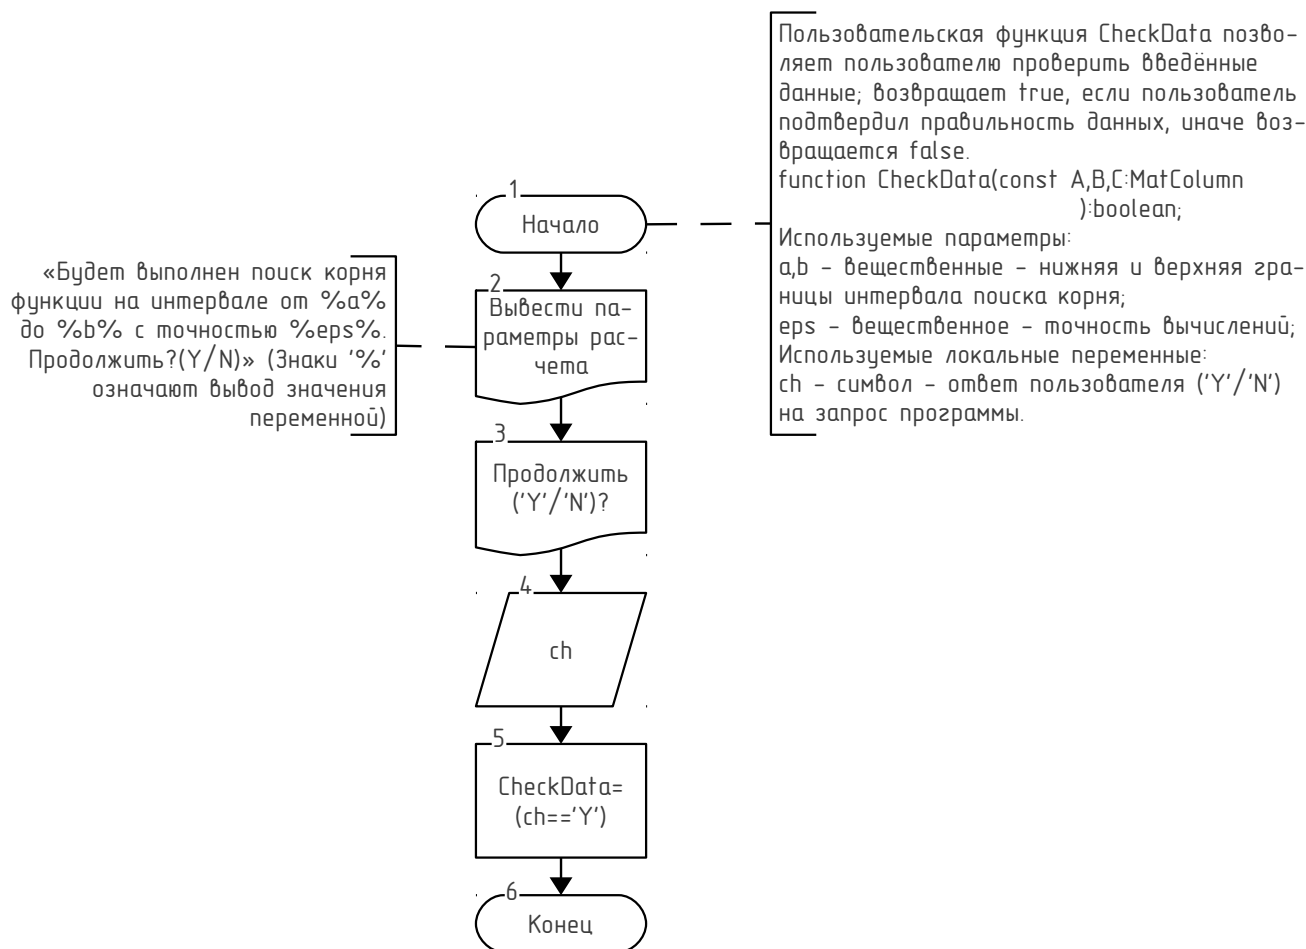 Пользовательская функция CheckData позво-
ляет пользователю проверить введённые
данные; возвращает true, если пользователь
подтвердил правильность данных, иначе воз-
вращается false.
function CheckData(const A,B,C:MatColumn
):boolean;
Используемые параметры:
a,b - вещественные - нижняя и верхняя гра-
ницы интервала поиска корня;
eps - вещественное - точность вычислений;
Используемые локальные переменные:
ch - символ - ответ пользователя ('Y'/'N')
на запрос программы.
1
Начало
«Будет выполнен поиск корня
функции на интервале от %a%
до %b% с точностью %eps%.
Продолжить?(Y/N)» (Знаки '%'
означают вывод значения
переменной)
2
Вывести па-
раметры рас-
чета
3
Продолжить
('Y'/'N')?
4
ch
5
CheckData=
(ch=='Y')
6
Конец